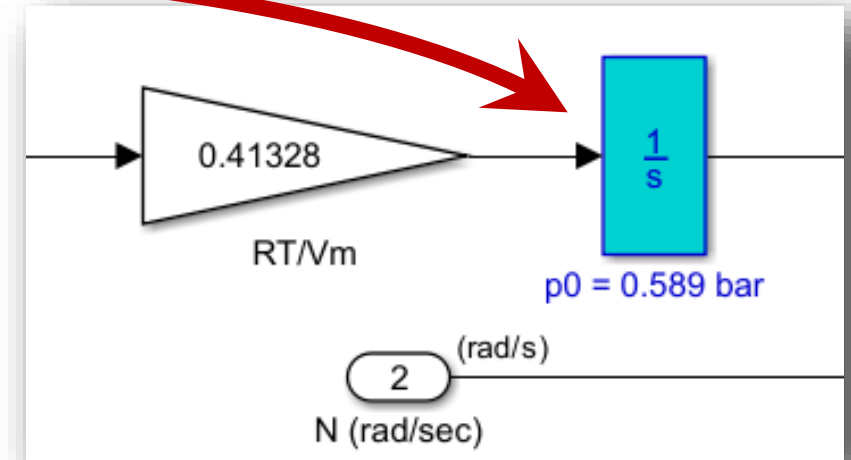 0.41328
1
s
RT/Vm
p0 = 0.589 bar
(rad/s)
2
N (rad/sec)